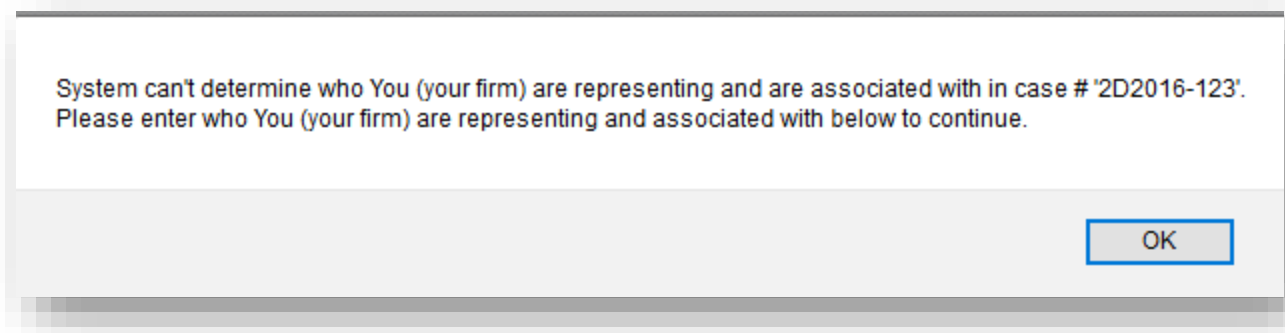 System can't determine who You (your firm) are representing and are associated with in case # '2D2016-123'.
Please enter who You (your firm) are representing and associated with below to continue.
OK